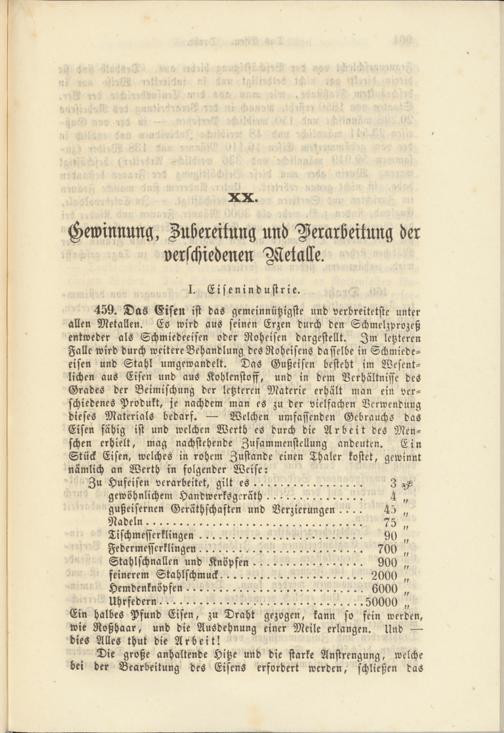 XX.
Gewinnung, Zubereitung und Verarbeitung der
verschiedenen Metalle.
I. Eisenindustrie.
459. Das Eisen ist das gemeinnützigste und verbreitetste unter
allen Metallen. Es wird aus seinen Erzen durch den Schmelzprozeß
entweder als Schmiedeeisen oder Roheisen dargestellt. Im letzteren
Falle wird durch weitere Behandlung des Roheisens dasselbe in Schmiede-
eisen und Stahl umgewandelt. Das Gußeisen besteht im Wesent-
lichen aus Eisen und aus Kohlenstoff, und in dem Verhältnisse des
Grades der Beimischung der letzteren Materie erhält man ein ver-
schiedenes Produkt, je nachdem man es zu der vielfachen Verwendung
dieses Materials bedarf. — Welchen umfassenden Gebrauchs das
Eisen fähig ist und welchen Werth es durch die Arbeit des Men-
schen erhielt, mag nachstehende Zusammenstellung andeuten. Ein
Stück Eisen, welches in rohem Zustande einen Thaler kostet, gewinnt
nämlich an Werth in folgender Weise:
Zu Hufeisen verarbeitet, gilt es . . . . . . . . . . . . . . . 3
gewöhnlichem Handwerksgeräth . . . . . . . . . . . . . . 4 „
gußeisernen Geräthschaften und Verzierungen . . . . 45 „
Nadeln . . . . . . . . . . . . . . . . . . . . . . . . . . . . . . 75 „
Tischmesserklingen . . . . . . . . . . . . . . . . . . . . . . 90 „
Federmesserklingen . . . . . . . . . . . . . . . . . . . . . . 700 „
Stahlschnallen und Knöpfen . . . . . . . . . . . . . . . . 900 „
feinerem Stahlschmuck . . . . . . . . . . . . . . . . . . . . 2000 „
Hemdenknöpfen . . . . . . . . . . . . . . . . . . . . . . . . . 6000 „
Uhrfedern . . . . . . . . . . . . . . . . . . . . . . . . . . . . . 50000 „
Ein halbes Pfund Eisen, zu Draht gezogen, kann so fein werden,
wie Roßhaar, und die Ausdehnung einer Meile erlangen. Und —
dies Alles thut die Arbeit!
Die große anhaltende Hitze und die starke Anstrengung, welche
bei der Bearbeitung des Eisens erfordert werden, schließen das